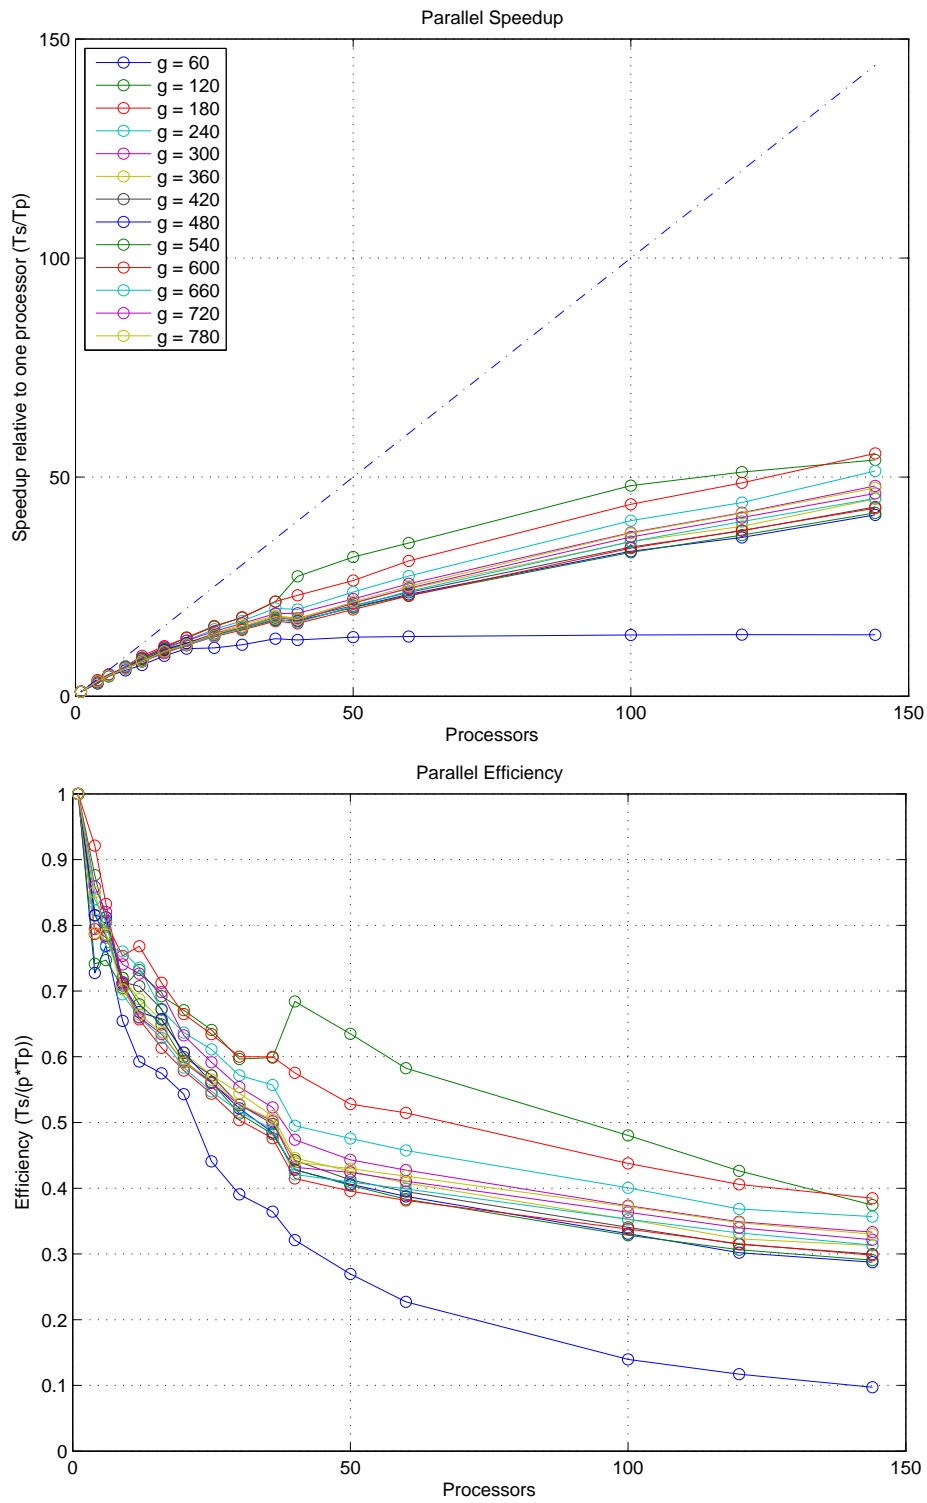 Parallel Speedup
150
100
50
0
Speedup relative to one processor (Ts/Tp)
g = 60
g = 120
g = 180
g = 240
g = 300
g = 360
g = 420
g = 480
g = 540
g = 600
g = 660
g = 720
g = 780
0
50
100
150
Processors
Parallel Efficiency
1
0.9
0.8
0.7
0.6
0.5
0.4
0.3
0.2
0.1
0
Efficiency (Ts/(p*Tp))
0
50
100
150
Processors